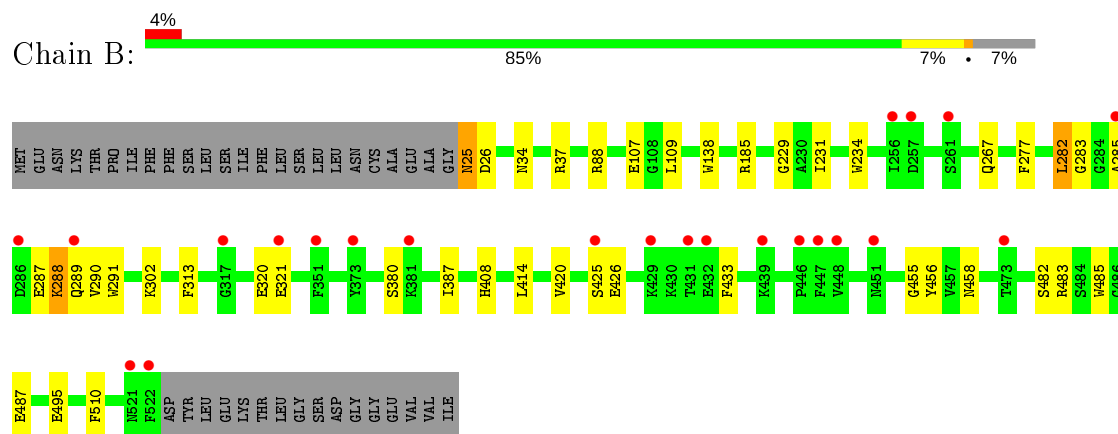 4%
Chain B:
85% 7% • 7%
MET GLU ASN LYS THR PRO ILE PHE PHE SER LEU SER ILE PHE LEU SER LEU LEU ASN CYS ALA GLU ALA GLY N25 D26 N34 R37 R88 E107 G108 L109 W138 R185 G229 A230 I231 W234 I256 D257 S261 Q267 F277 L282 G283 G284 A285
D286 E287 K288 Q289 V290 W291 K302 F313 G317 E320 E321 F351 Y373 S380 K381 I387 H408 L414 V420 S425 E426 K429 K430 T431 E432 F433 K439 P446 F447 V448 N451 G455 Y456 V457 N458 T473 S482 R483 S484 W485 G486
E487 E495 F510 N521 F522 ASP TYR LEU GLU LYS THR LEU GLY SER ASP GLY GLY GLU VAL VAL ILE